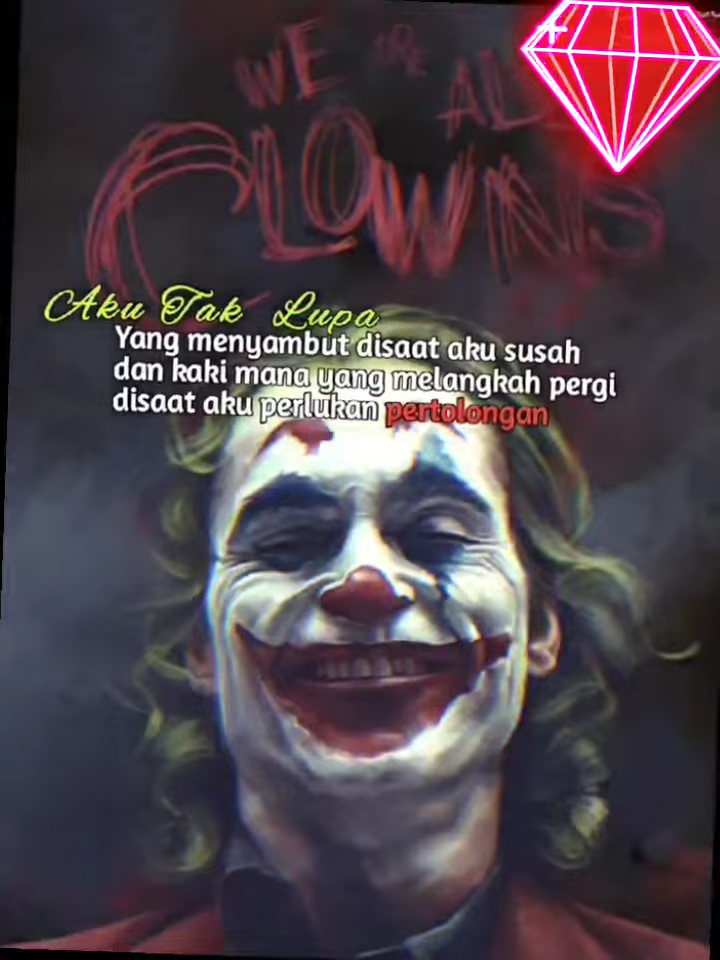 WE ARE ALL
CLOWNS
Aku Tak Lupa
Yang menyambut disaat aku susah
dan kaki mana yang melangkah pergi
disaat aku perlukan pertolongan